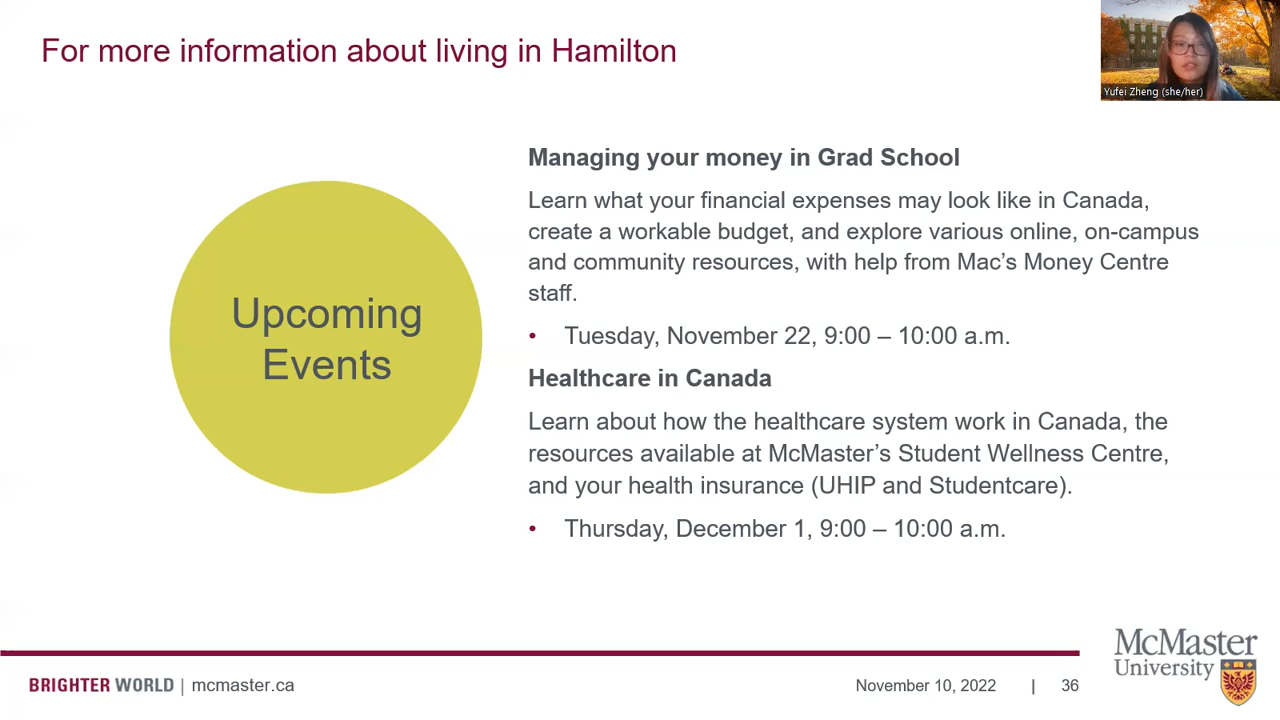 For more information about living in Hamilton
Yufei Zheng (she/her)
Upcoming
Events
Managing your money in Grad School
Learn what your financial expenses may look like in Canada,
create a workable budget, and explore various online, on-campus
and community resources, with help from Mac’s Money Centre
staff.
• Tuesday, November 22, 9:00 – 10:00 a.m.
Healthcare in Canada
Learn about how the healthcare system work in Canada, the
resources available at McMaster’s Student Wellness Centre,
and your health insurance (UHIP and Studentcare).
• Thursday, December 1, 9:00 – 10:00 a.m.
BRIGHTER WORLD | mcmaster.ca
November 10, 2022 | 36
McMaster
University